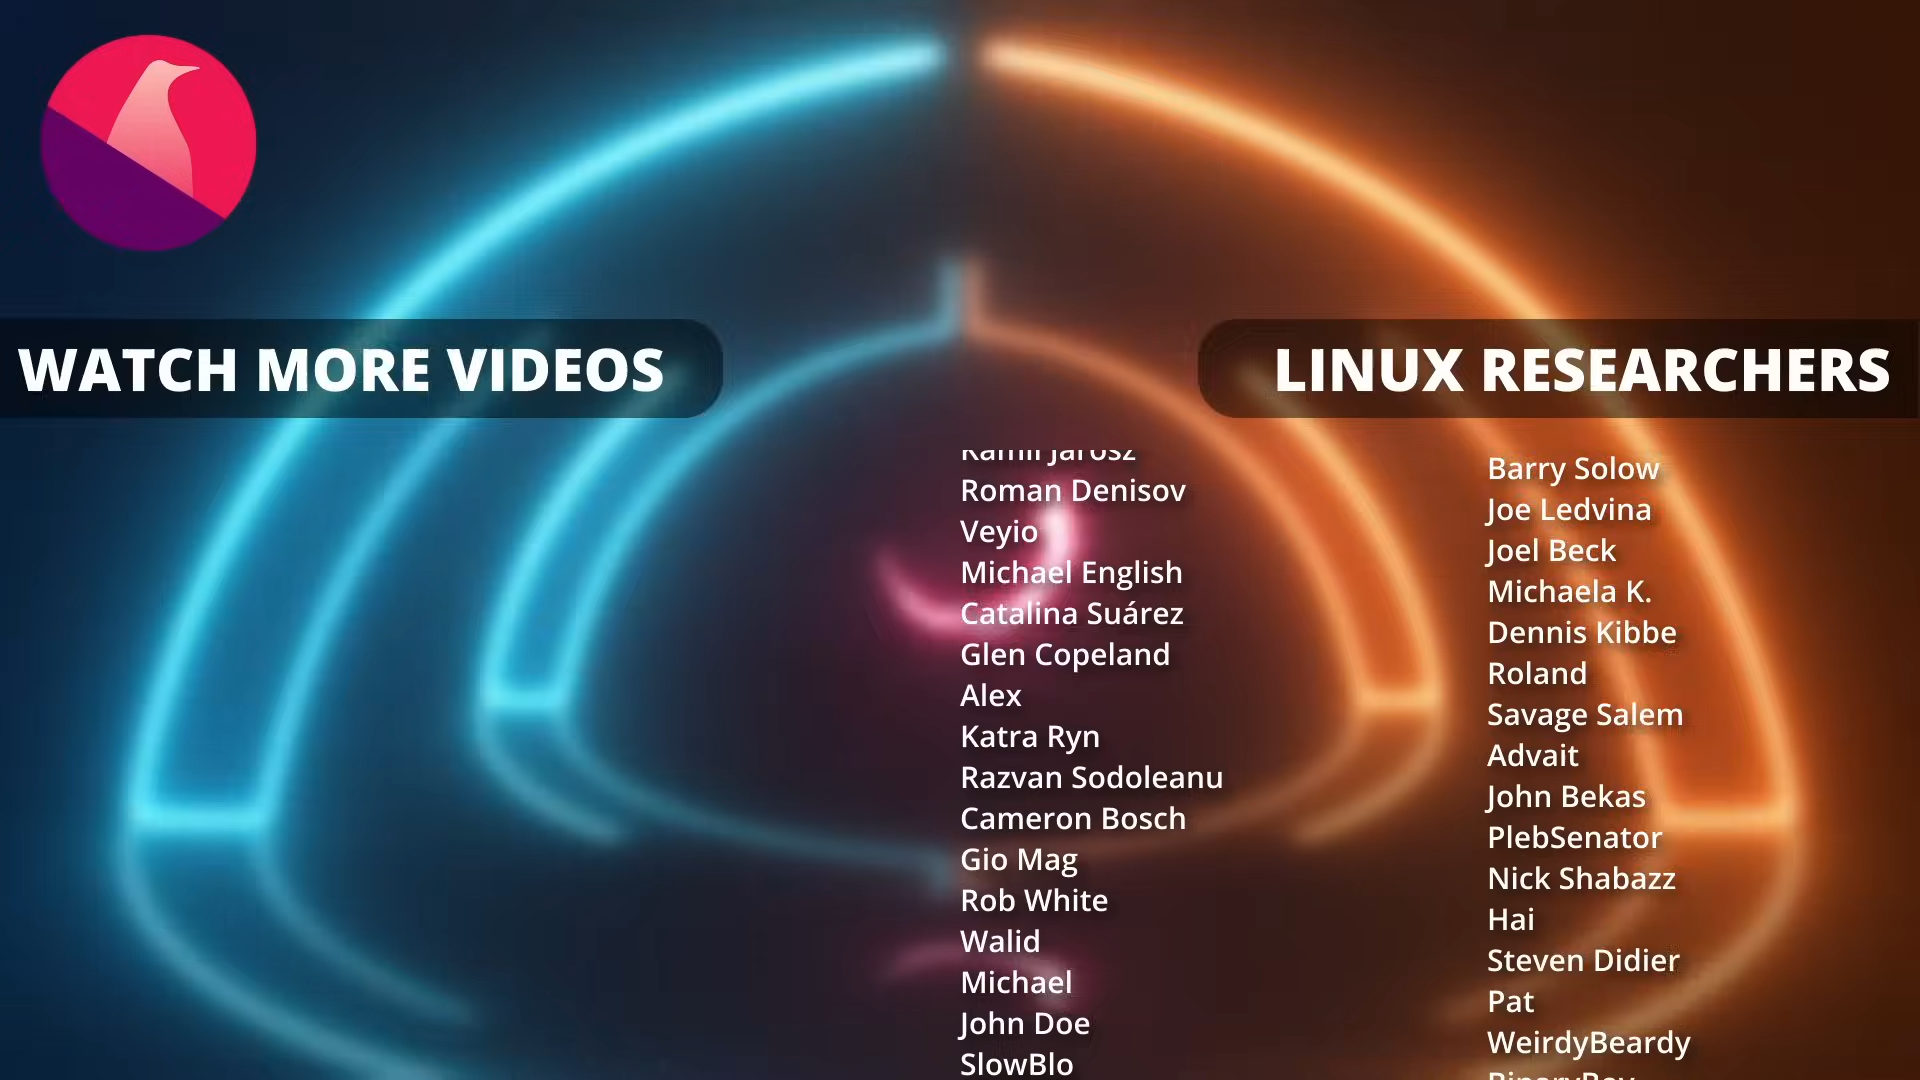 WATCH MORE VIDEOS
LINUX RESEARCHERS
Kamil Jarosz
Roman Denisov
Veyio
Michael English
Catalina Suárez
Glen Copeland
Alex
Katra Ryn
Razvan Sodoleanu
Cameron Bosch
Gio Mag
Rob White
Walid
Michael
John Doe
SlowBlo
Barry Solow
Joe Ledvina
Joel Beck
Michaela K.
Dennis Kibbe
Roland
Savage Salem
Advait
John Bekas
PlebSenator
Nick Shabazz
Hai
Steven Didier
Pat
WeirdyBeardy